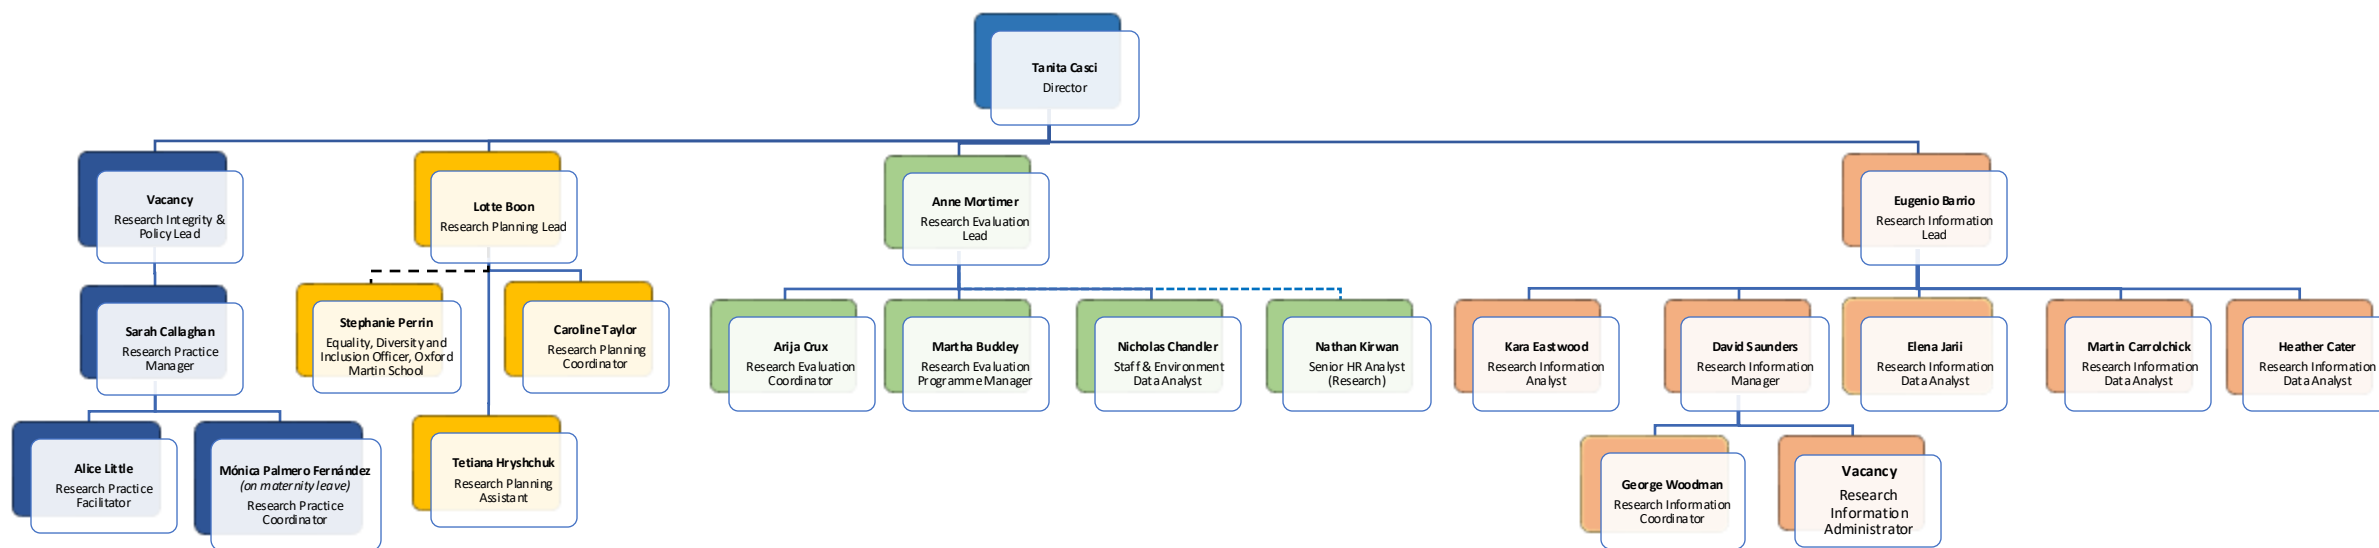 Tanita Casci
Director
Vacancy
Research Integrity &
Policy Lead
Lotte Boon
Research Planning Lead
Anne Mortimer
Research Evaluation
Lead
Eugenio Barrio
Research Information
Lead
Sarah Callaghan
Research Practice
Manager
Stephanie Perrin
Equality, Diversity and
Inclusion Officer, Oxford
Martin School
Caroline Taylor
Research Planning
Coordinator
Arija Crux
Research Evaluation
Coordinator
Martha Buckley
Research Evaluation
Programme Manager
Nicholas Chandler
Staff & Environment
Data Analyst
Nathan Kirwan
Senior HR Analyst
(Research)
Kara Eastwood
Research Information
Analyst
David Saunders
Research Information
Manager
Elena Jarii
Research Information
Data Analyst
Martin Carrolchick
Research Information
Data Analyst
Heather Cater
Research Information
Data Analyst
Alice Little
Research Practice
Facilitator
Mónica Palmero Fernández
(on maternity leave)
Research Practice
Coordinator
Tetiana Hryshchuk
Research Planning
Assistant
George Woodman
Research Information
Coordinator
Vacancy
Research
Information
Administrator